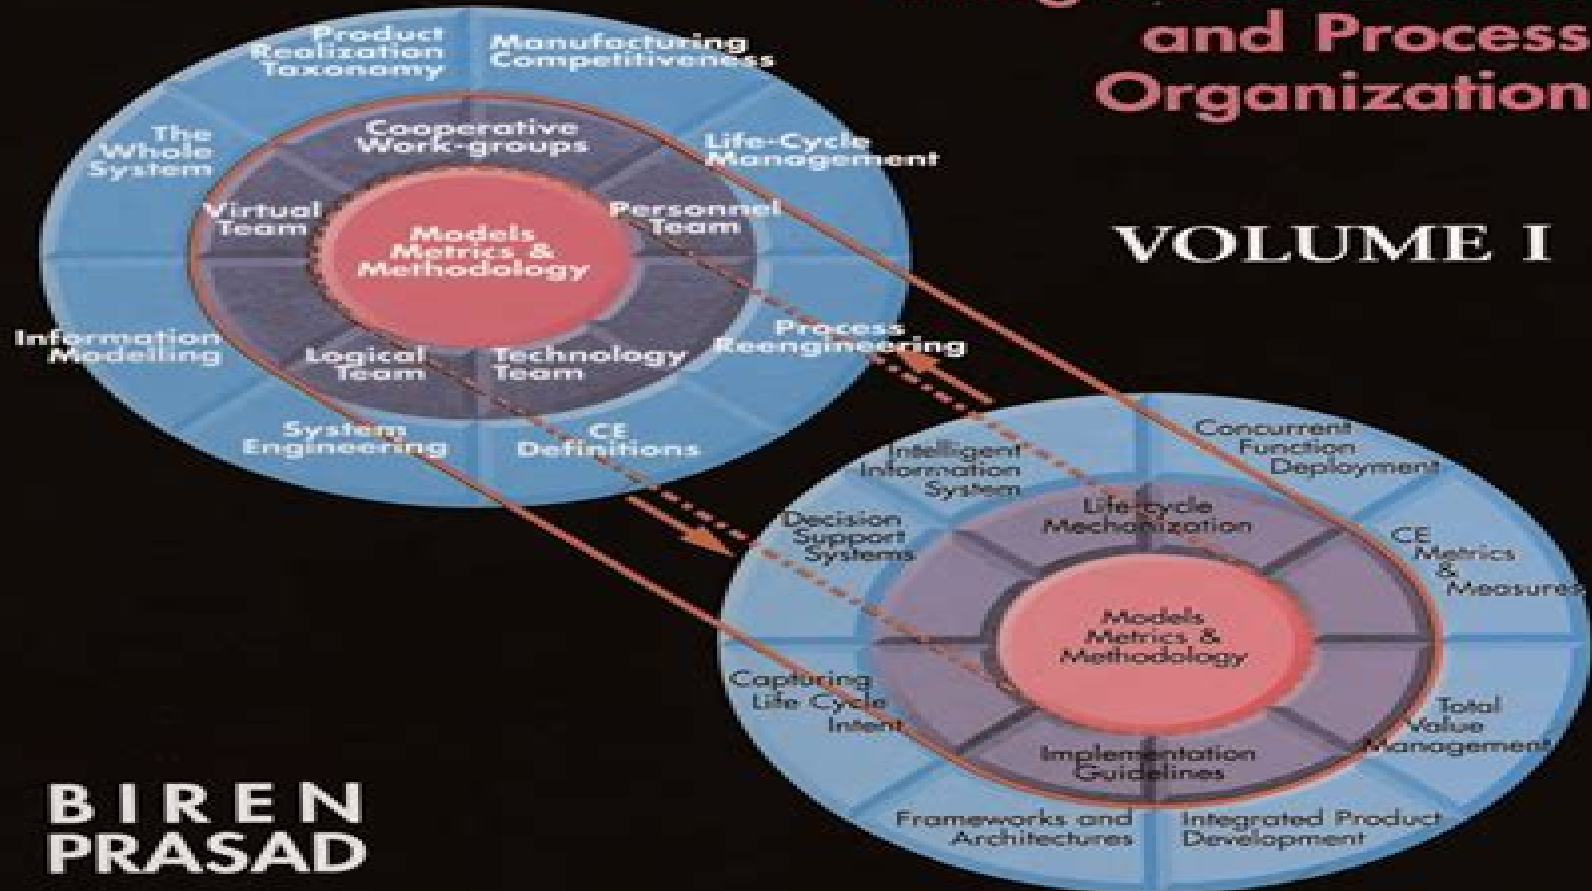 and Process
Organization
VOLUME I
Product
Realization
Taxonomy
Manufacturing
Competitiveness
The
Whole
System
Cooperative
Work-groups
Life-Cycle
Management
Virtual
Team
Personnel
Team
Models
Metrics &
Methodology
Information
Modelling
Logical
Team
Technology
Team
Process
Reengineering
System
Engineering
CE
Definitions
Intelligent
Information
System
Concurrent
Function
Deployment
Decision
Support
Systems
Life-cycle
Mechanization
CE
Metrics
&
Measures
Models
Metrics &
Methodology
Capturing
Life Cycle
Intent
Total
Value
Management
Implementation
Guidelines
Frameworks and
Architectures
Integrated Product
Development
BIREN
PRASAD